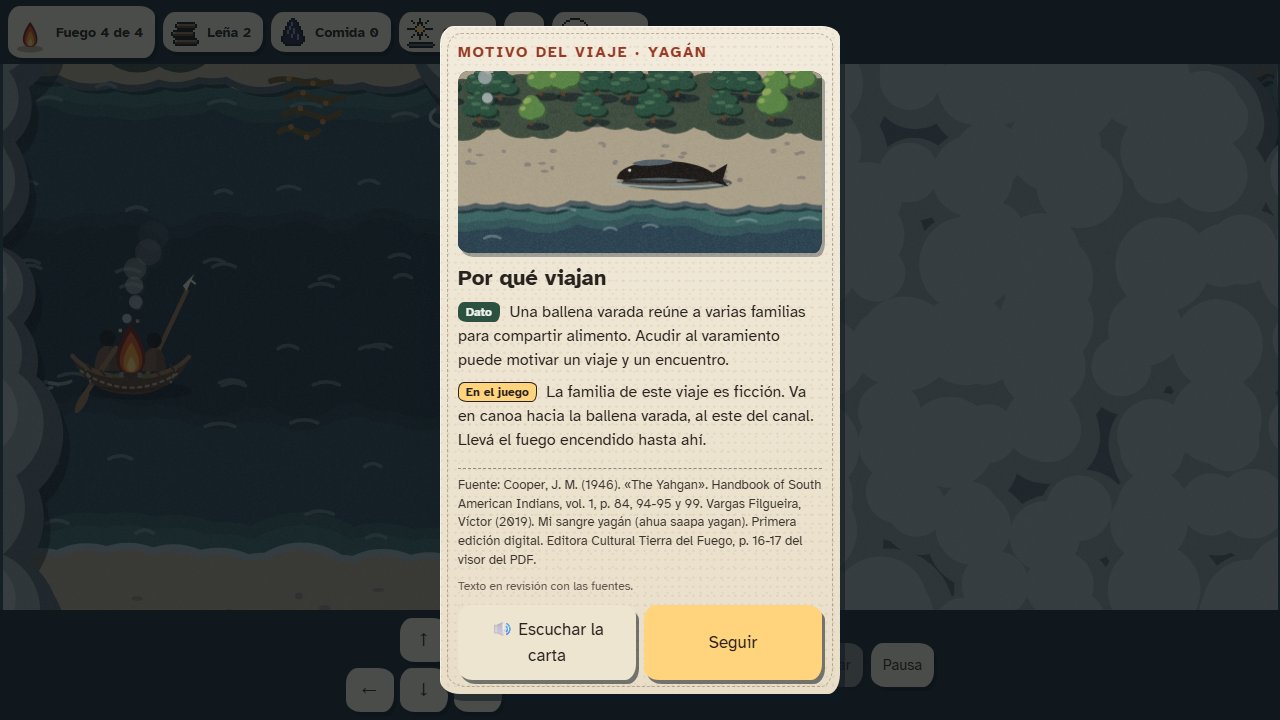 Fuego 4 de 4
Leña 2
Comida 0
MOTIVO DEL VIAJE · YAGÁN
Por qué viajan
Dato Una ballena varada reúne a varias familias
para compartir alimento. Acudir al varamiento
puede motivar un viaje y un encuentro.
En el juego La familia de este viaje es ficción. Va
en canoa hacia la ballena varada, al este del canal.
Llevá el fuego encendido hasta ahí.
Fuente: Cooper, J. M. (1946). «The Yahgan». Handbook of South
American Indians, vol. 1, p. 84, 94-95 y 99. Vargas Filgueira,
Víctor (2019). Mi sangre yagán (ahua saapa yagan). Primera
edición digital. Editora Cultural Tierra del Fuego, p. 16-17 del
visor del PDF.
Texto en revisión con las fuentes.
Escuchar la
carta
Seguir
↑
←
↓
Pausa